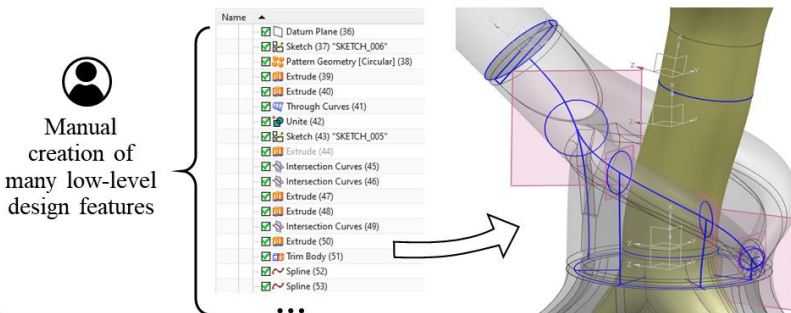 Name
Datum Plane (36)
Sketch (37) "SKETCH_006"
Pattern Geometry [Circular] (38)
Extrude (39)
Extrude (40)
Through Curves (41)
Unite (42)
Sketch (43) "SKETCH_005"
Extrude (44)
Intersection Curves (45)
Intersection Curves (46)
Extrude (47)
Extrude (48)
Intersection Curves (49)
Extrude (50)
Trim Body (51)
Spline (52)
Spline (53)
...
Manual
creation of
many low-level
design features
X
Z
Y
X
Z
Y
X
Z
Y